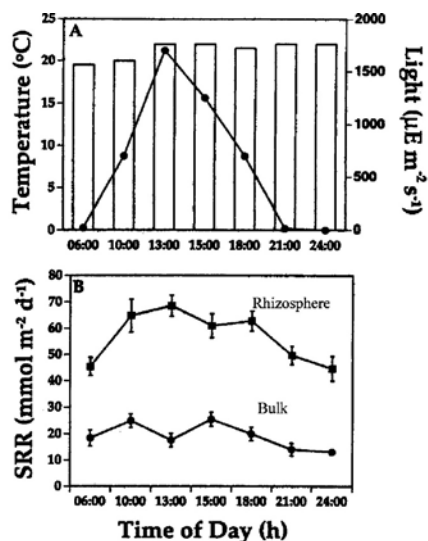 A
Temperature (°C)
25
20
15
10
5
0
2000
1500
1000
500
0
Light (µE m⁻² s⁻¹)
06:00 10:00 13:00 15:00 18:00 21:00 24:00
B
SRR (mmol m⁻² d⁻¹)
80
70
60
50
40
30
20
10
0
Rhizosphere
Bulk
06:00 10:00 13:00 15:00 18:00 21:00 24:00
Time of Day (h)